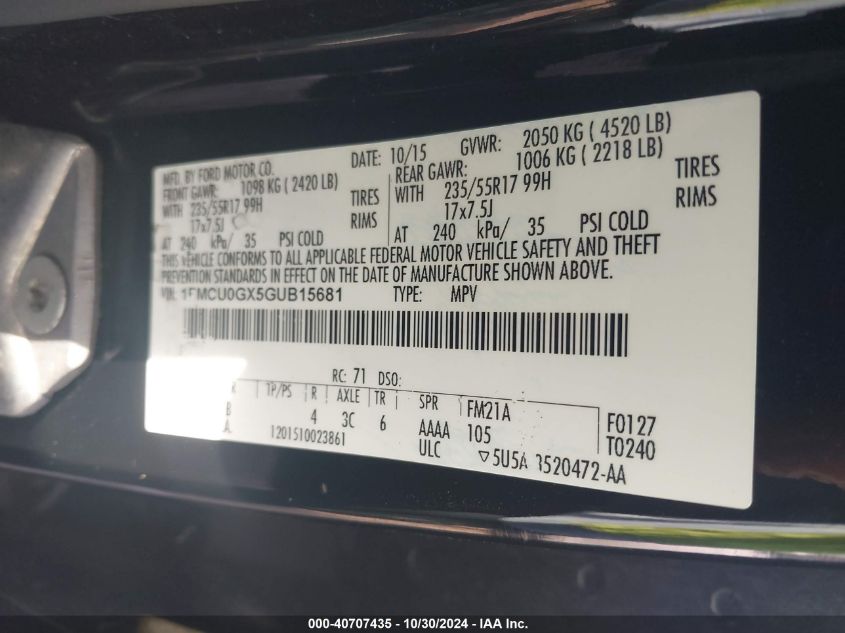 MFD. BY FORD MOTOR CO.
DATE: 10/15 GVWR: 2050 KG ( 4520 LB)
FRONT GAWR: 1098 KG ( 2420 LB)
REAR GAWR: 1006 KG ( 2218 LB)
WITH 235/55R17 99H TIRES
WITH 235/55R17 99H TIRES
17x7.5J RIMS
17x7.5J RIMS
AT 240 kPa/ 35 PSI COLD
AT 240 kPa/ 35 PSI COLD
THIS VEHICLE CONFORMS TO ALL APPLICABLE FEDERAL MOTOR VEHICLE SAFETY AND THEFT
PREVENTION STANDARDS IN EFFECT ON THE DATE OF MANUFACTURE SHOWN ABOVE.
VIN: 1FMCU0GX5GUB15681 TYPE: MPV
RC: 71 DSO:
R TP/PS R AXLE TR SPR FM21A
B 4 3C 6 AAAA 105 F0127
A. 1201510023861 ULC T0240
▽5U5A 3520472-AA
000-40707435 - 10/30/2024 - IAA Inc.